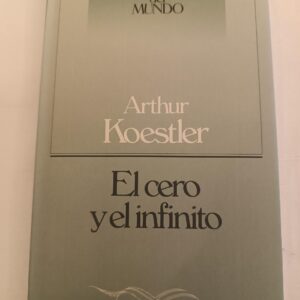 MUNDO
Arthur
Koestler
El cero
y el infinito